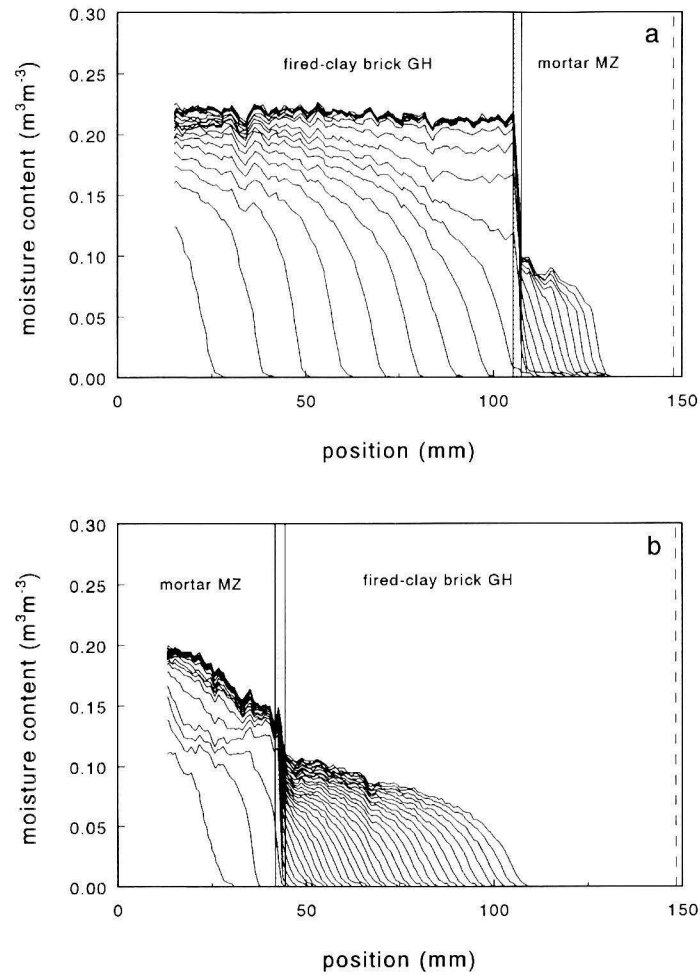 a
0.30
0.25
0.20
0.15
0.10
0.05
0.00
moisture content (m³m⁻³)
fired-clay brick GH
mortar MZ
0
50
100
150
position (mm)
b
0.30
0.25
0.20
0.15
0.10
0.05
0.00
moisture content (m³m⁻³)
mortar MZ
fired-clay brick GH
0
50
100
150
position (mm)